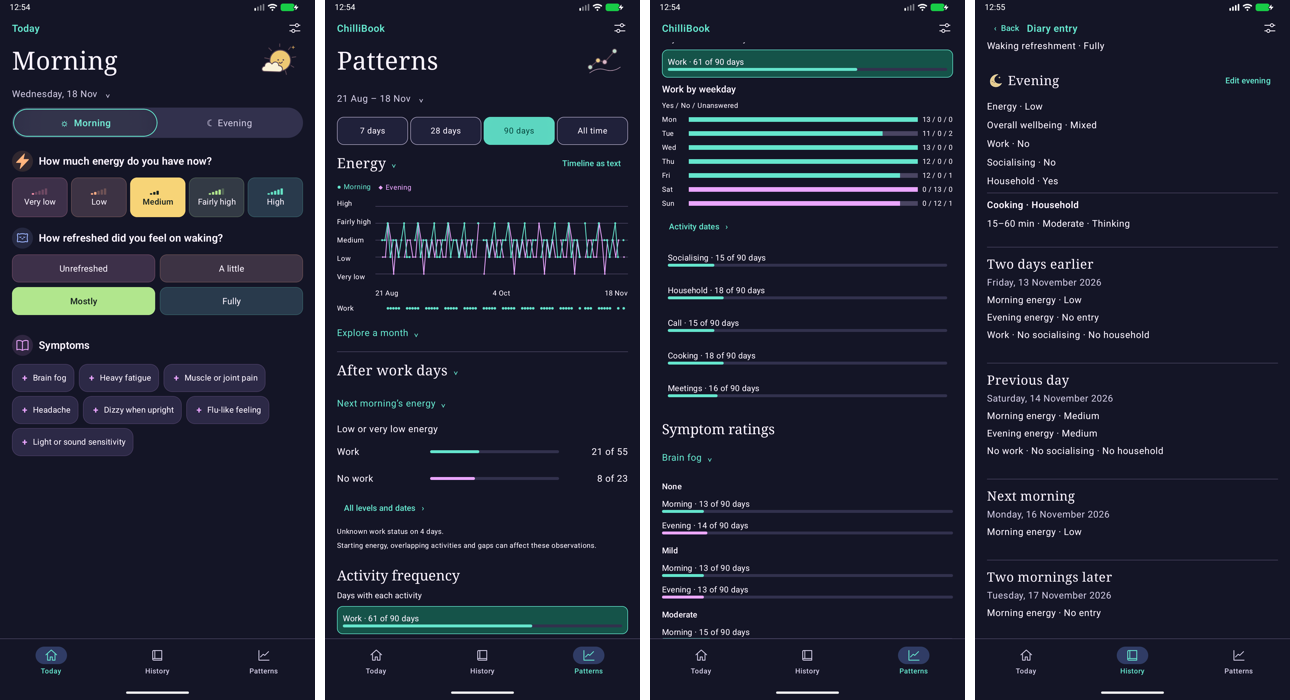 12:54
Today
Morning
Wednesday, 18 Nov
Morning
Evening
How much energy do you have now?
Very low
Low
Medium
Fairly high
High
How refreshed did you feel on waking?
Unrefreshed
A little
Mostly
Fully
Symptoms
Brain fog
Heavy fatigue
Muscle or joint pain
Headache
Dizzy when upright
Flu-like feeling
Light or sound sensitivity
Today
History
Patterns
12:54
ChilliBook
Patterns
21 Aug – 18 Nov
7 days
28 days
90 days
All time
Energy
Timeline as text
Morning
Evening
High
Fairly high
Medium
Low
Very low
21 Aug
4 Oct
18 Nov
Work
Explore a month
After work days
Next morning's energy
Low or very low energy
Work 21 of 55
No work 8 of 23
All levels and dates ›
Unknown work status on 4 days.
Starting energy, overlapping activities and gaps can affect these observations.
Activity frequency
Days with each activity
Work · 61 of 90 days
Today
History
Patterns
12:54
ChilliBook
Work · 61 of 90 days
Work by weekday
Yes / No / Unanswered
Mon 13 / 0 / 0
Tue 11 / 0 / 2
Wed 13 / 0 / 0
Thu 12 / 0 / 0
Fri 12 / 0 / 1
Sat 0 / 13 / 0
Sun 0 / 12 / 1
Activity dates ›
Socialising · 15 of 90 days
Household · 18 of 90 days
Call · 15 of 90 days
Cooking · 18 of 90 days
Meetings · 16 of 90 days
Symptom ratings
Brain fog
None
Morning · 13 of 90 days
Evening · 14 of 90 days
Mild
Morning · 13 of 90 days
Evening · 13 of 90 days
Moderate
Morning · 15 of 90 days
Today
History
Patterns
12:55
‹ Back
Diary entry
Waking refreshment · Fully
Evening
Edit evening
Energy · Low
Overall wellbeing · Mixed
Work · No
Socialising · No
Household · Yes
Cooking · Household
15–60 min · Moderate · Thinking
Two days earlier
Friday, 13 November 2026
Morning energy · Low
Evening energy · No entry
Work · No socialising · No household
Previous day
Saturday, 14 November 2026
Morning energy · Medium
Evening energy · Medium
No work · No socialising · No household
Next morning
Monday, 16 November 2026
Morning energy · Low
Two mornings later
Tuesday, 17 November 2026
Morning energy · No entry
Today
History
Patterns